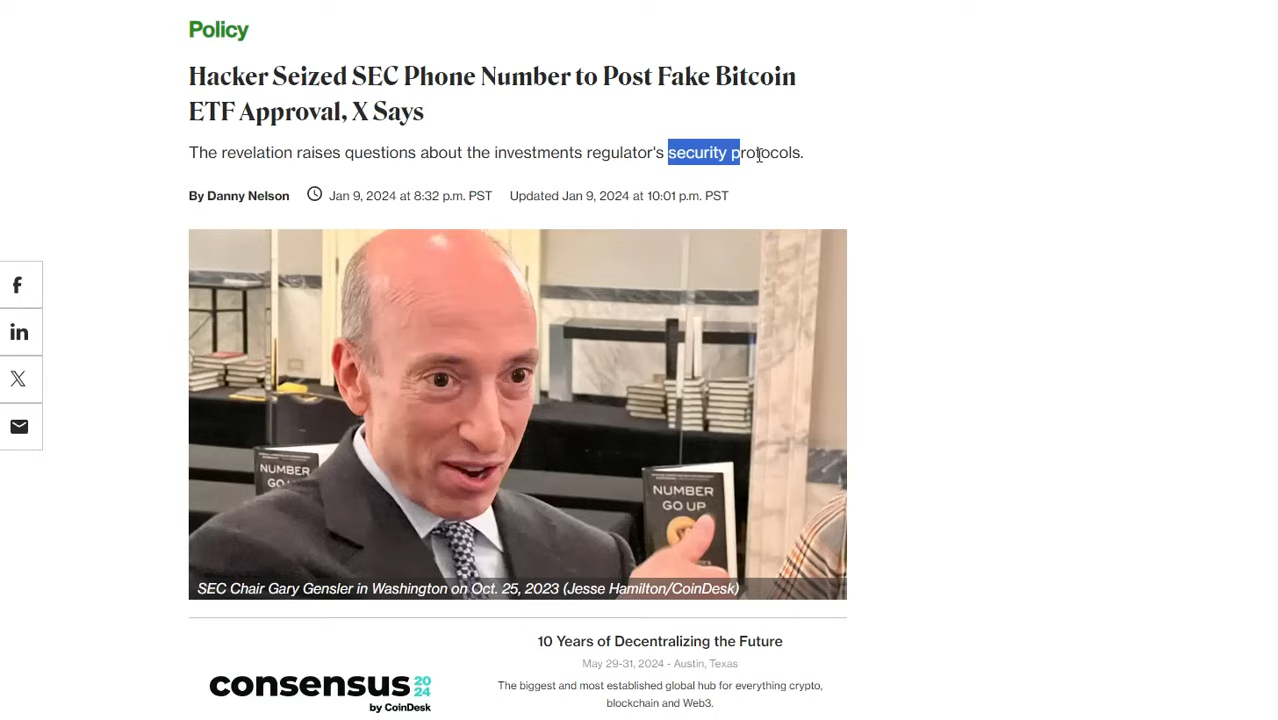 Policy
Hacker Seized SEC Phone Number to Post Fake Bitcoin
ETF Approval, X Says
The revelation raises questions about the investments regulator's security protocols.
By Danny Nelson Jan 9, 2024 at 8:32 p.m. PST Updated Jan 9, 2024 at 10:01 p.m. PST
NUMBER
GO
NUMBER
GO UP
SEC Chair Gary Gensler in Washington on Oct. 25, 2023 (Jesse Hamilton/CoinDesk)
10 Years of Decentralizing the Future
May 29-31, 2024 - Austin, Texas
consensus 2024
by CoinDesk
The biggest and most established global hub for everything crypto,
blockchain and Web3.